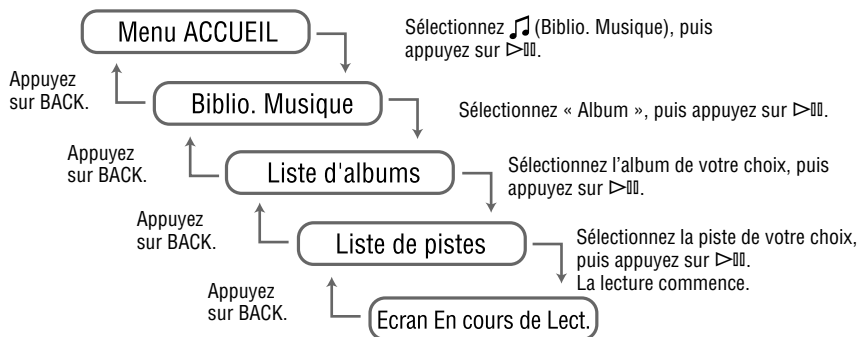 Menu ACCUEIL
Sélectionnez ♫ (Biblio. Musique), puis
appuyez sur ▷II.
Appuyez
sur BACK.
Biblio. Musique
Sélectionnez « Album », puis appuyez sur ▷II.
Appuyez
sur BACK.
Liste d'albums
Sélectionnez l’album de votre choix, puis
appuyez sur ▷II.
Appuyez
sur BACK.
Liste de pistes
Sélectionnez la piste de votre choix,
puis appuyez sur ▷II.
La lecture commence.
Appuyez
sur BACK.
Ecran En cours de Lect.